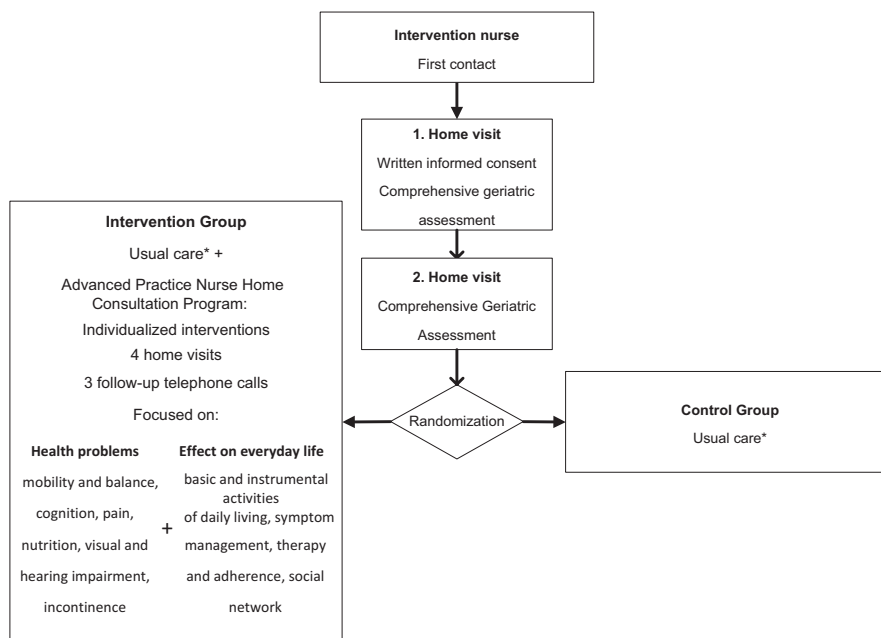 Intervention nurse
First contact
1. Home visit
Written informed consent
Comprehensive geriatric
assessment
2. Home visit
Comprehensive Geriatric
Assessment
Randomization
Intervention Group
Usual care* +
Advanced Practice Nurse Home
Consultation Program:
Individualized interventions
4 home visits
3 follow-up telephone calls
Focused on:
Health problems
mobility and balance,
cognition, pain,
nutrition, visual and
hearing impairment,
incontinence
+
Effect on everyday life
basic and instrumental
activities
of daily living, symptom
management, therapy
and adherence, social
network
Control Group
Usual care*